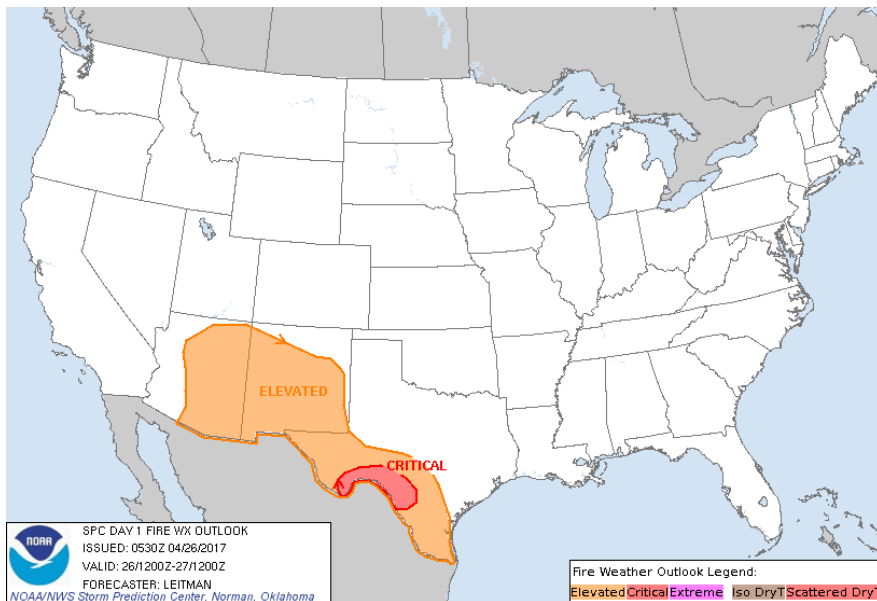 ELEVATED
CRITICAL
NOAA
SPC DAY 1 FIRE WX OUTLOOK
ISSUED: 0530Z 04/26/2017
VALID: 26/1200Z-27/1200Z
FORECASTER: LEITMAN
NOAA/NWS Storm Prediction Center, Norman, Oklahoma
Fire Weather Outlook Legend:
Elevated Critical Extreme Iso DryT Scattered DryT